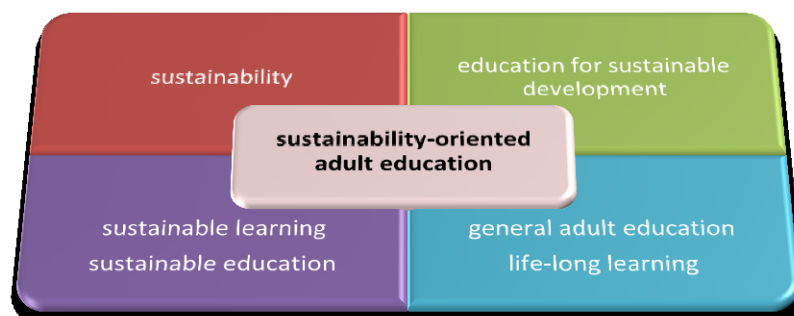 sustainability
education for sustainable
development
sustainability-oriented
adult education
sustainable learning
sustainable education
general adult education
life-long learning